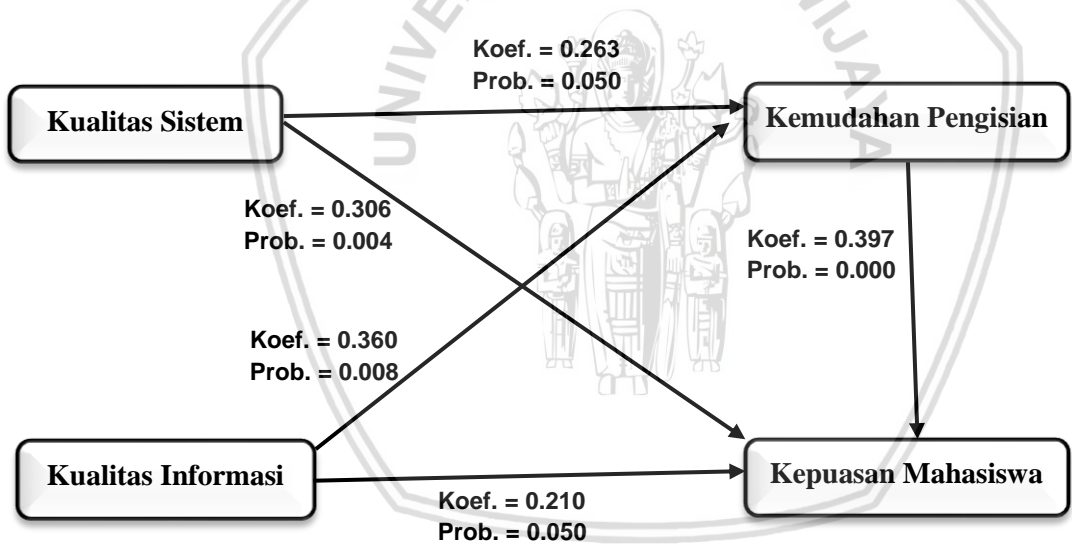 UNIVE
WIJAYA
Koef. = 0.263
Prob. = 0.050
Kualitas Sistem
Kemudahan Pengisian
Koef. = 0.306
Prob. = 0.004
Koef. = 0.397
Prob. = 0.000
Koef. = 0.360
Prob. = 0.008
Kualitas Informasi
Kepuasan Mahasiswa
Koef. = 0.210
Prob. = 0.050